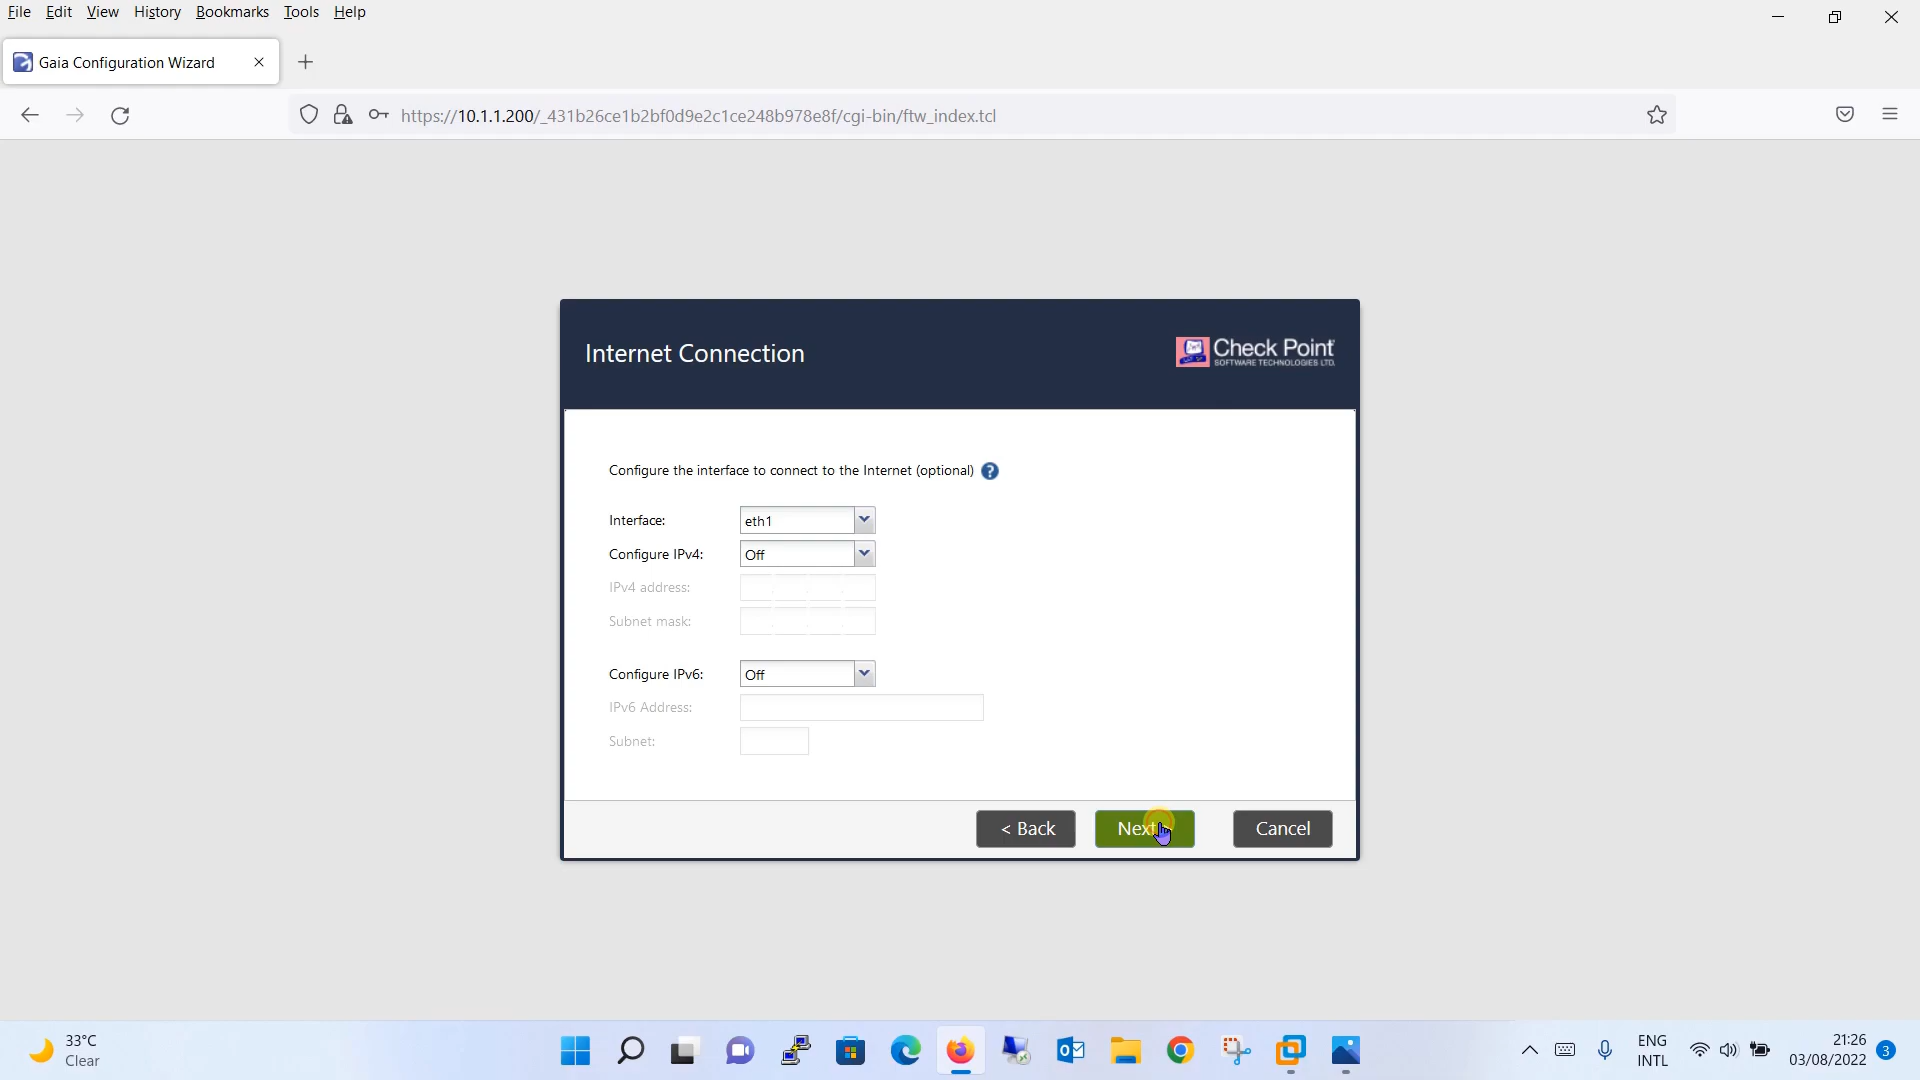 File Edit View History Bookmarks Tools Help
Gaia Configuration Wizard
https://10.1.1.200/_431b26ce1b2bf0d9e2c1ce248b978e8f/cgi-bin/ftw_index.tcl
Internet Connection
Check Point
SOFTWARE TECHNOLOGIES LTD.
Configure the interface to connect to the Internet (optional) ?
Interface: eth1
Configure IPv4: Off
IPv4 address:
Subnet mask:
Configure IPv6: Off
IPv6 Address:
Subnet:
< Back Next > Cancel
33°C
Clear
ENG
INTL
21:26
03/08/2022
3